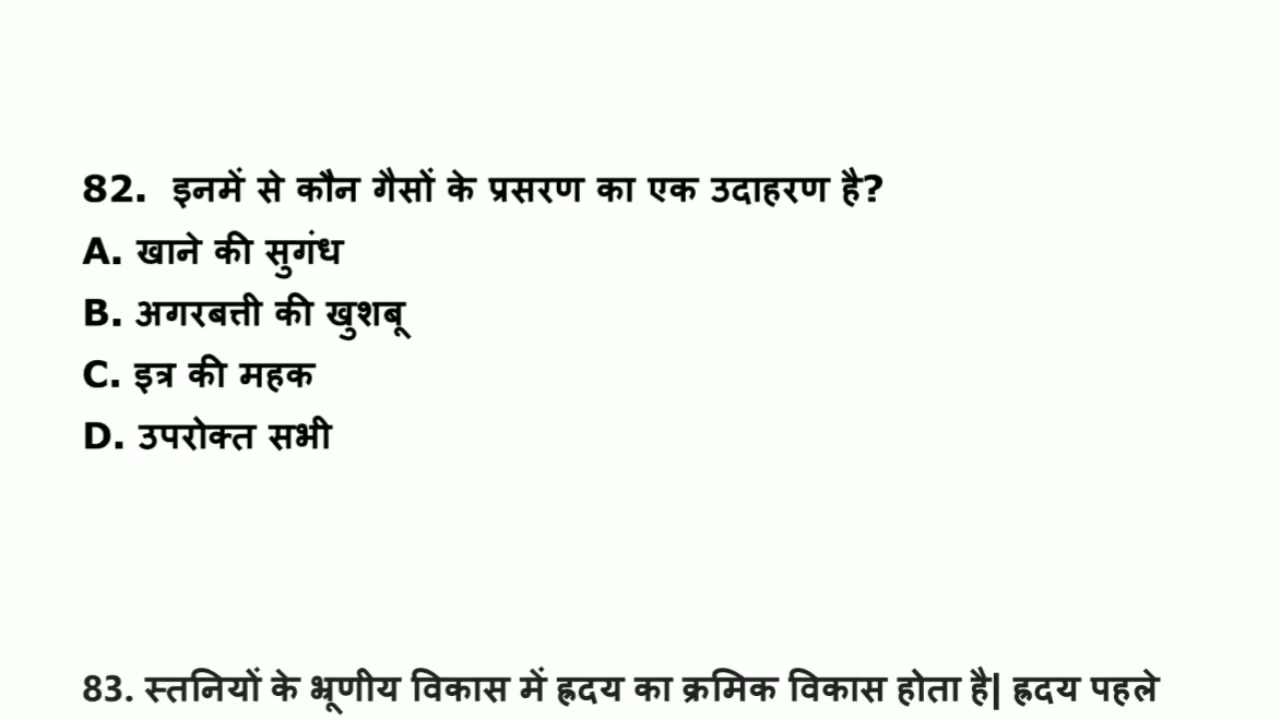 82. इनमें से कौन गैसों के प्रसरण का एक उदाहरण है?
A. खाने की सुगंध
B. अगरबत्ती की खुशबू
C. इत्र की महक
D. उपरोक्त सभी
83. स्तनियों के भ्रूणीय विकास में ह्रदय का क्रमिक विकास होता है| ह्रदय पहले